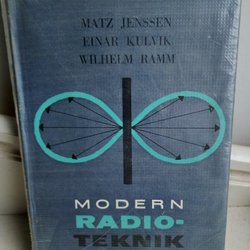 MATZ JENSSEN
EINAR KULVIK
WILHELM RAMM
MODERN
RADIO-
TEKNIK